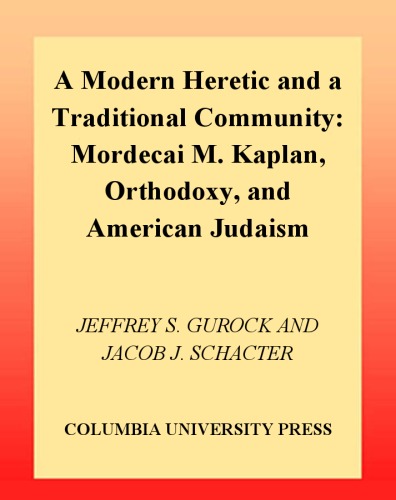 A Modern Heretic and a
Traditional Community:
Mordecai M. Kaplan,
Orthodoxy, and
American Judaism
JEFFREY S. GUROCK AND
JACOB J. SCHACTER
COLUMBIA UNIVERSITY PRESS